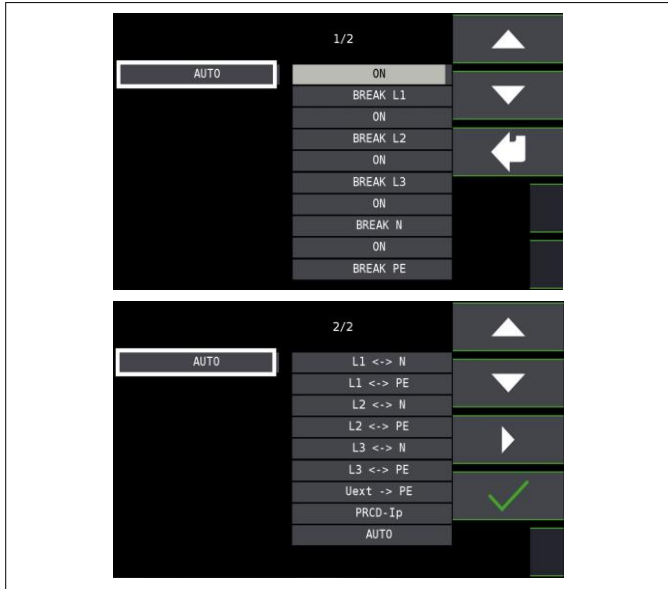 1/2
AUTO
ON
BREAK L1
ON
BREAK L2
ON
BREAK L3
ON
BREAK N
ON
BREAK PE
2/2
AUTO
L1 <-> N
L1 <-> PE
L2 <-> N
L2 <-> PE
L3 <-> N
L3 <-> PE
Uext -> PE
PRCD-Ip
AUTO